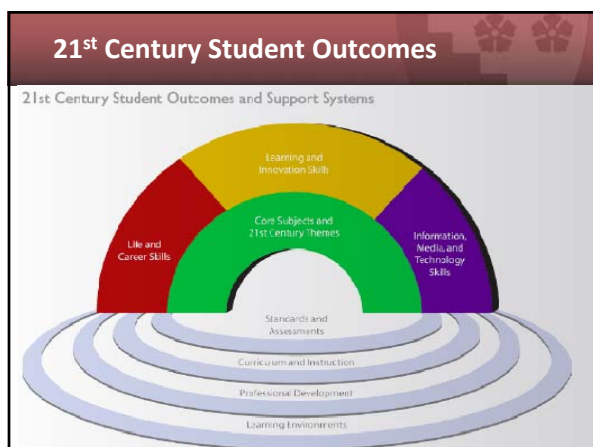 21st Century Student Outcomes
21st Century Student Outcomes and Support Systems
Learning and
Innovation Skills
Core Subjects and
21st Century Themes
Life and
Career Skills
Information,
Media, and
Technology
Skills
Standards and
Assessments
Curriculum and Instruction
Professional Development
Learning Environments